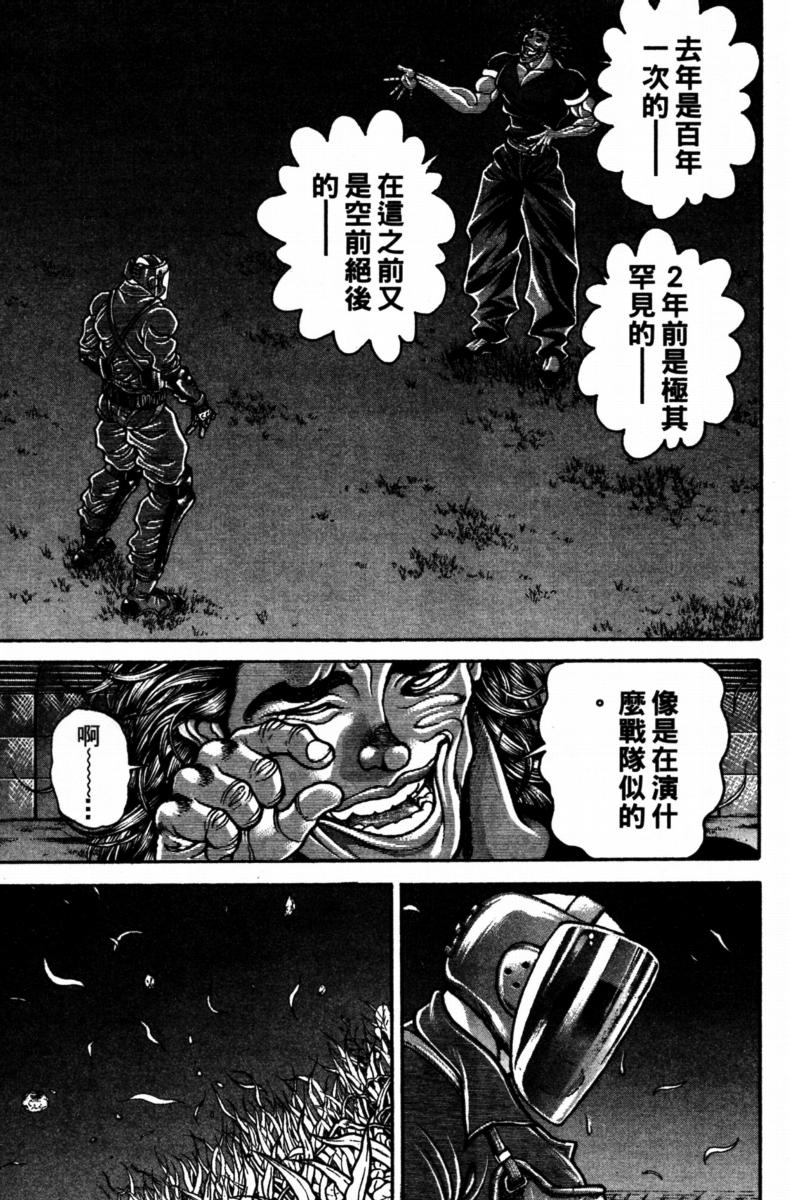 去年是百年
一次的——
2年前是極其
罕見的——
在這之前又
是空前絕後
的——
像是在演什
麼戰隊似的
。
啊……